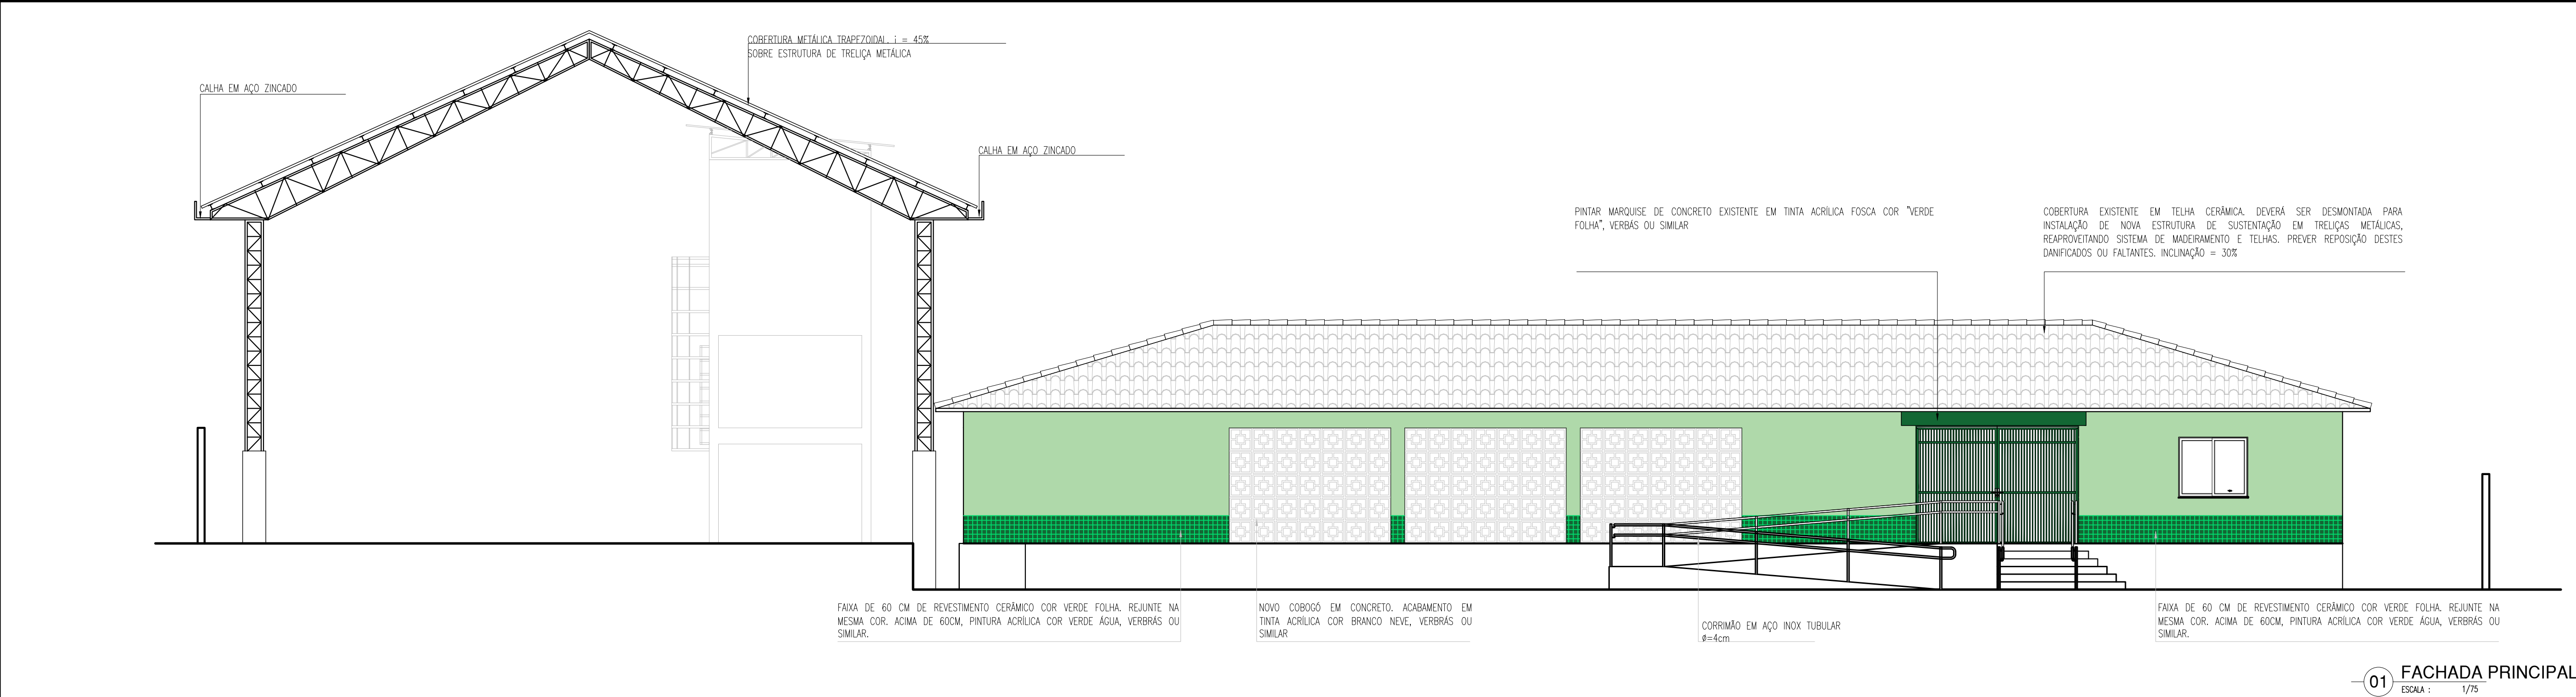 COBERTURA METÁLICA TRAPEZOIDAL. i = 45%
SOBRE ESTRUTURA DE TRELIÇA METÁLICA
CALHA EM AÇO ZINCADO
CALHA EM AÇO ZINCADO
PINTAR MARQUISE DE CONCRETO EXISTENTE EM TINTA ACRÍLICA FOSCA COR "VERDE
FOLHA", VERBÁS OU SIMILAR
COBERTURA EXISTENTE EM TELHA CERÂMICA. DEVERÁ SER DESMONTADA PARA
INSTALAÇÃO DE NOVA ESTRUTURA DE SUSTENTAÇÃO EM TRELIÇAS METÁLICAS,
REAPROVEITANDO SISTEMA DE MADEIRAMENTO E TELHAS. PREVER REPOSIÇÃO DESTES
DANIFICADOS OU FALTANTES. INCLINAÇÃO = 30%
FAIXA DE 60 CM DE REVESTIMENTO CERÂMICO COR VERDE FOLHA. REJUNTE NA
MESMA COR. ACIMA DE 60CM, PINTURA ACRÍLICA COR VERDE ÁGUA, VERBRÁS OU
SIMILAR.
NOVO COBOGÓ EM CONCRETO. ACABAMENTO EM
TINTA ACRÍLICA COR BRANCO NEVE, VERBRÁS OU
SIMILAR
CORRIMÃO EM AÇO INOX TUBULAR
Ø=4cm
FAIXA DE 60 CM DE REVESTIMENTO CERÂMICO COR VERDE FOLHA. REJUNTE NA
MESMA COR. ACIMA DE 60CM, PINTURA ACRÍLICA COR VERDE ÁGUA, VERBRÁS OU
SIMILAR.
01 FACHADA PRINCIPAL
ESCALA : 1/75